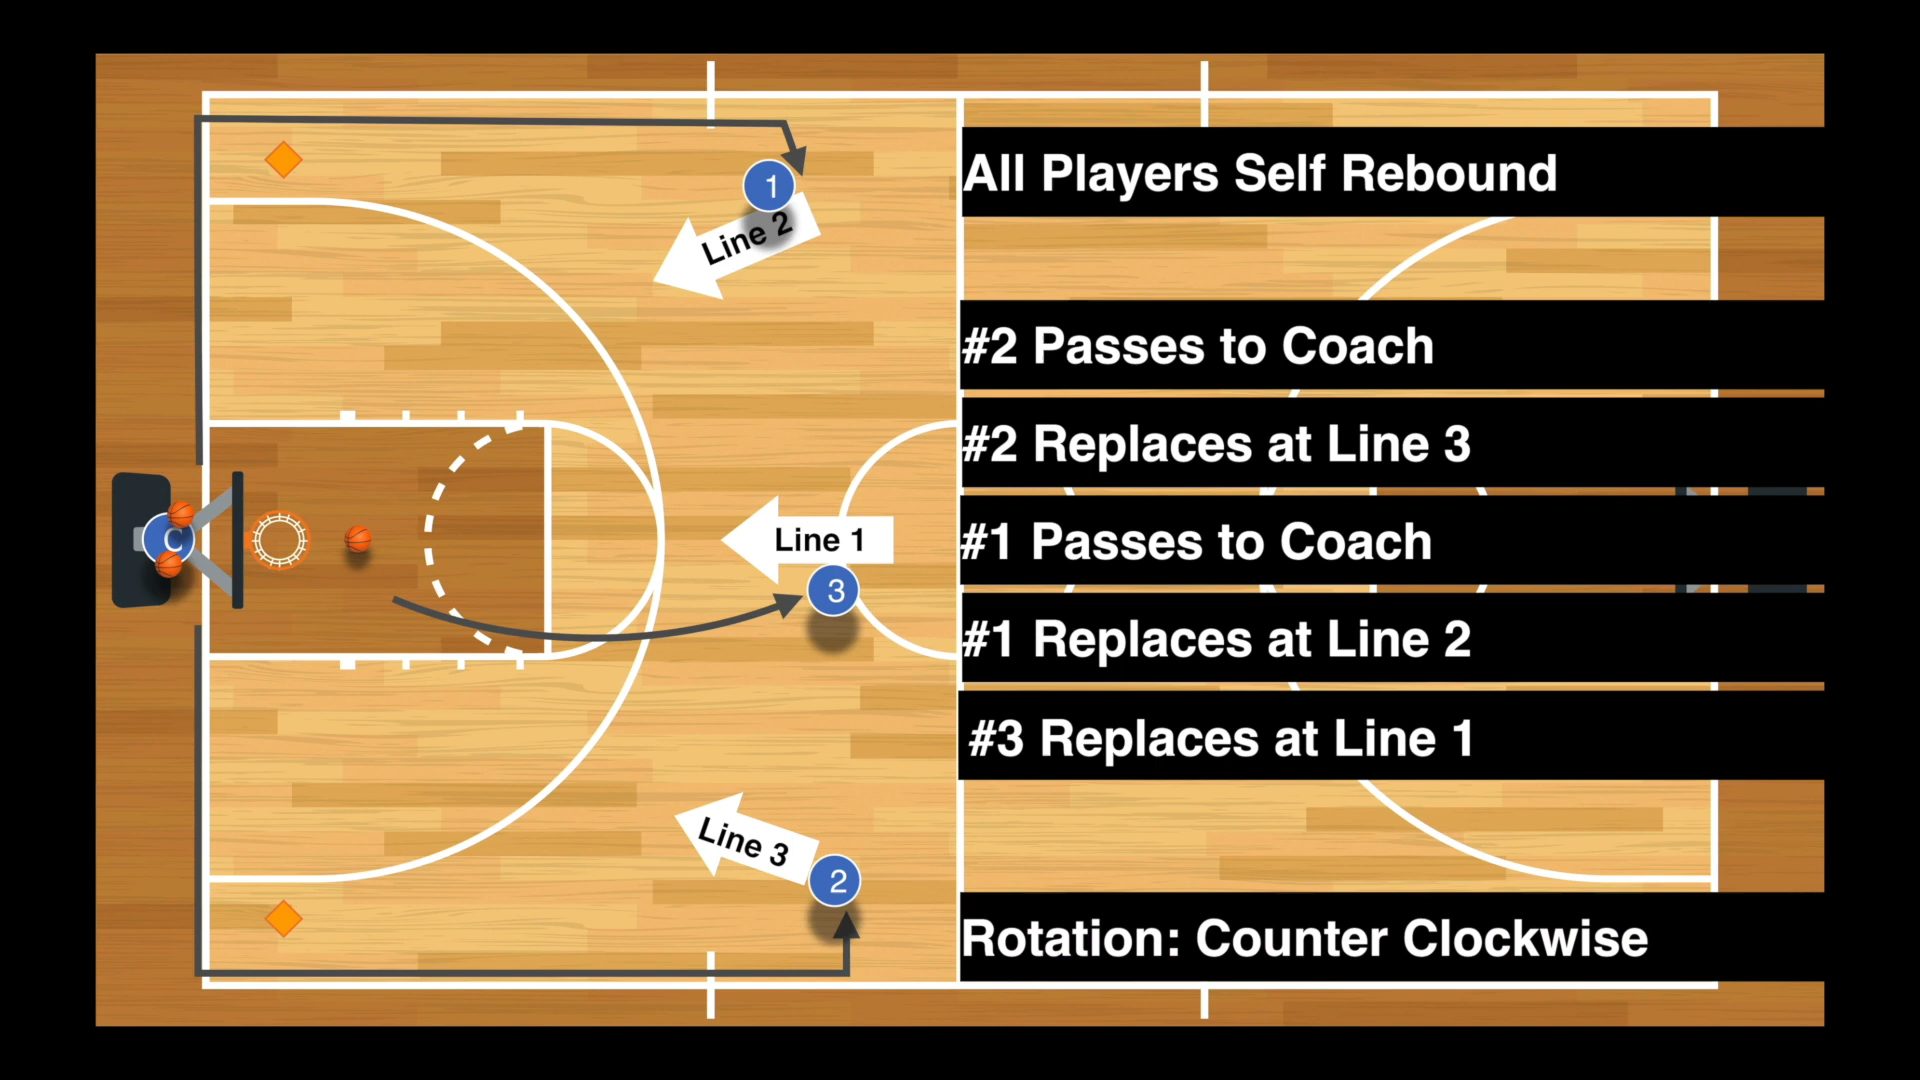 All Players Self Rebound
1
Line 2
#2 Passes to Coach
#2 Replaces at Line 3
C
Line 1
#1 Passes to Coach
3
#1 Replaces at Line 2
#3 Replaces at Line 1
Line 3
2
Rotation: Counter Clockwise